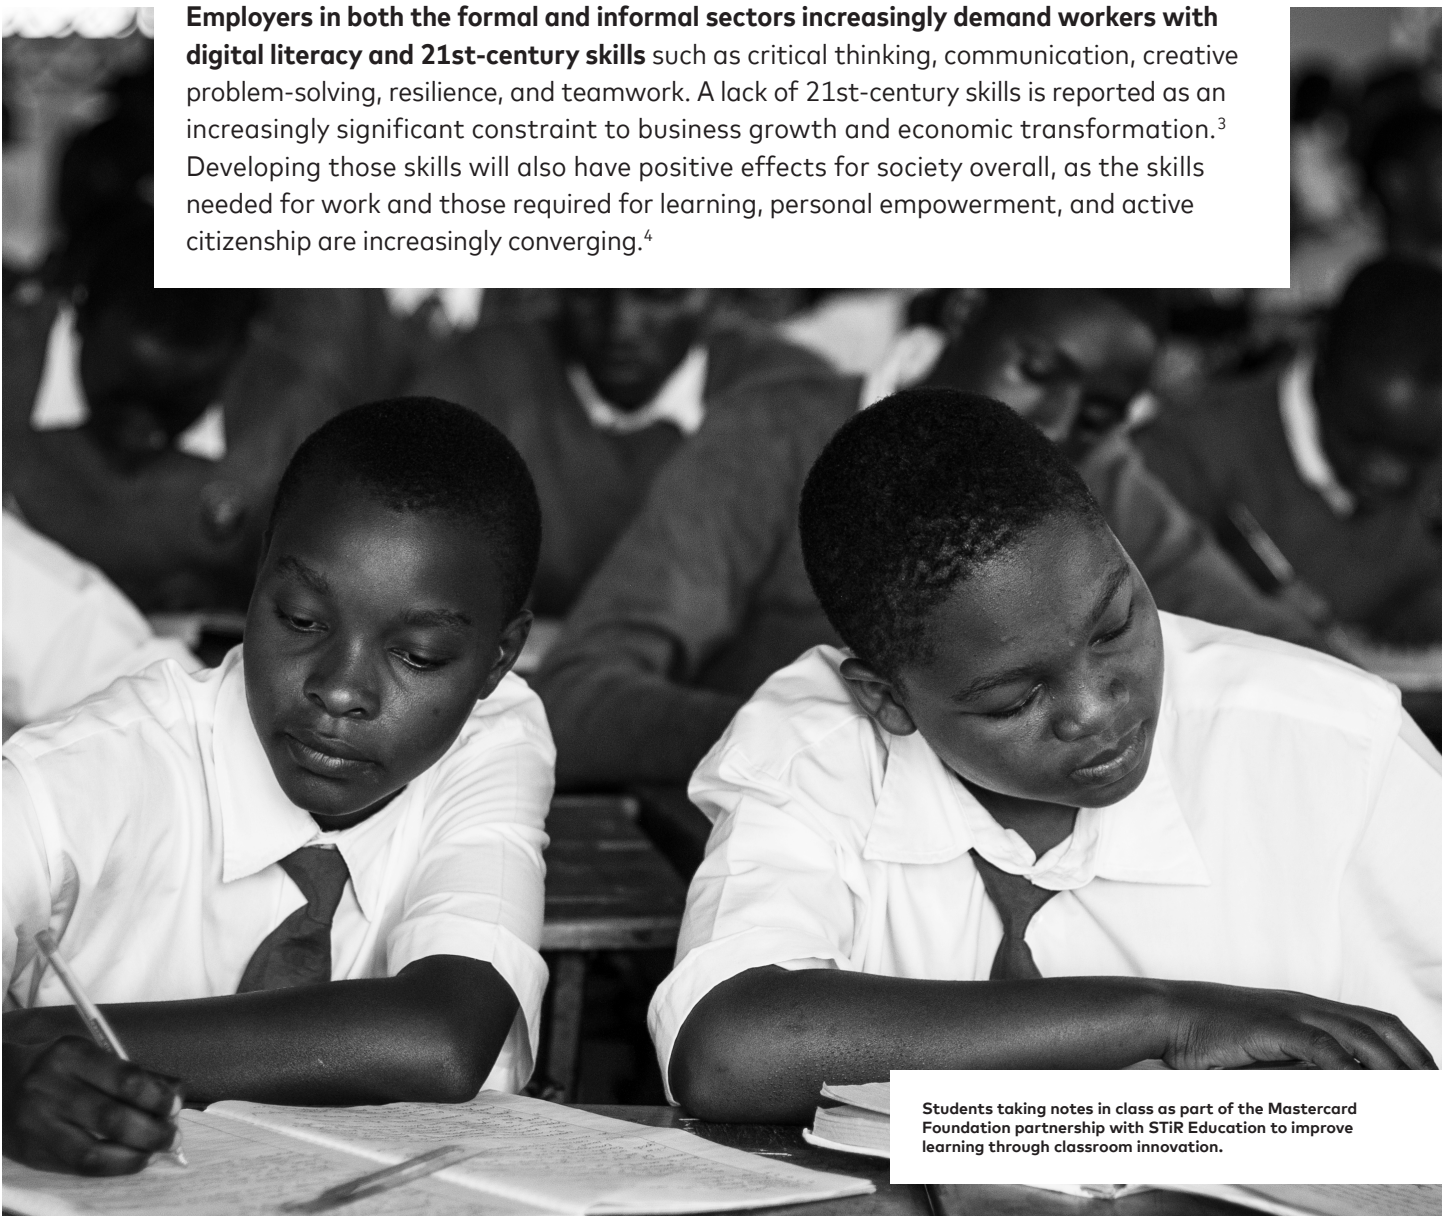 Employers in both the formal and informal sectors increasingly demand workers with
digital literacy and 21st-century skills such as critical thinking, communication, creative
problem-solving, resilience, and teamwork. A lack of 21st-century skills is reported as an
increasingly significant constraint to business growth and economic transformation.³
Developing those skills will also have positive effects for society overall, as the skills
needed for work and those required for learning, personal empowerment, and active
citizenship are increasingly converging.⁴
Students taking notes in class as part of the Mastercard
Foundation partnership with STiR Education to improve
learning through classroom innovation.